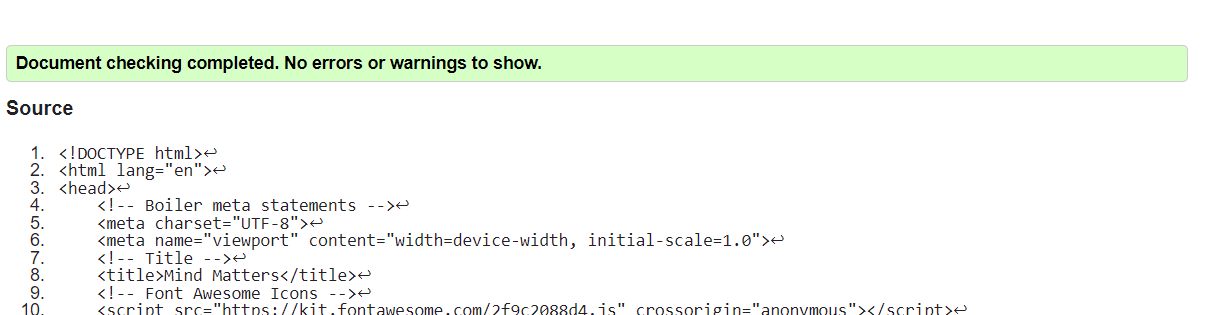 Document checking completed. No errors or warnings to show.
Source
1. <!DOCTYPE html>↩
2. <html lang="en">↩
3. <head>↩
4. <!-- Boiler meta statements -->↩
5. <meta charset="UTF-8">↩
6. <meta name="viewport" content="width=device-width, initial-scale=1.0">↩
7. <!-- Title -->↩
8. <title>Mind Matters</title>↩
9. <!-- Font Awesome Icons -->↩
10. <script src="https://kit.fontawesome.com/2f9c2088d4.js" crossorigin="anonymous"></script>↩